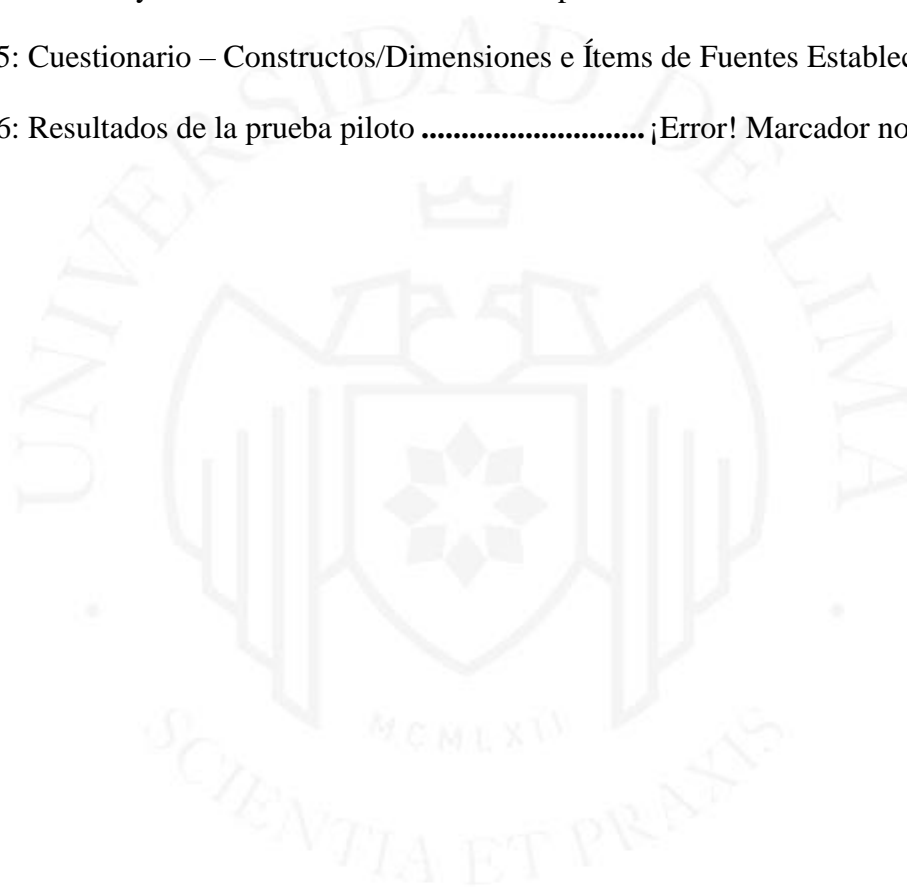 5: Cuestionario – Constructos/Dimensiones e Ítems de Fuentes
6: Resultados de la prueba piloto ............................ ¡Error! Marcador no
UNIVERSIDAD DE LIMA
MCMLXII
SCIENTIA ET PRAXIS